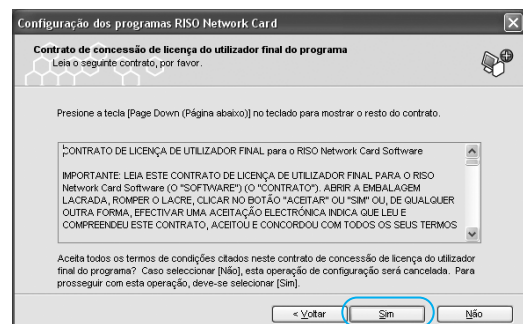 Configuração dos programas RISO Network Card
Contrato de concessão de licença do utilizador final do programa
Leia o seguinte contrato, por favor.
Presione a tecla [Page Down (Página abaixo)] no teclado para mostrar o resto do contrato.
CONTRATO DE LICENÇA DE UTILIZADOR FINAL para o RISO Network Card Software
IMPORTANTE: LEIA ESTE CONTRATO DE LICENÇA DE UTILIZADOR FINAL PARA O RISO
Network Card Software (O "SOFTWARE") (O "CONTRATO"). ABRIR A EMBALAGEM
LACRADA, ROMPER O LACRE, CLICAR NO BOTÃO "ACEITAR" OU "SIM" OU, DE QUALQUER
OUTRA FORMA, EFECTIVAR UMA ACEITAÇÃO ELECTRÓNICA INDICA QUE LEU E
COMPREENDEU ESTE CONTRATO, ACEITOU E CONCORDOU COM TODOS OS SEUS TERMOS
Aceita todos os termos de condições citados neste contrato de concessão de licença do utilizador
final do programa? Caso seleccionar [Não], esta operação de configuração será cancelada. Para
prosseguir com esta operação, deve-se selecionar [Sim].
< Voltar
Sim
Não